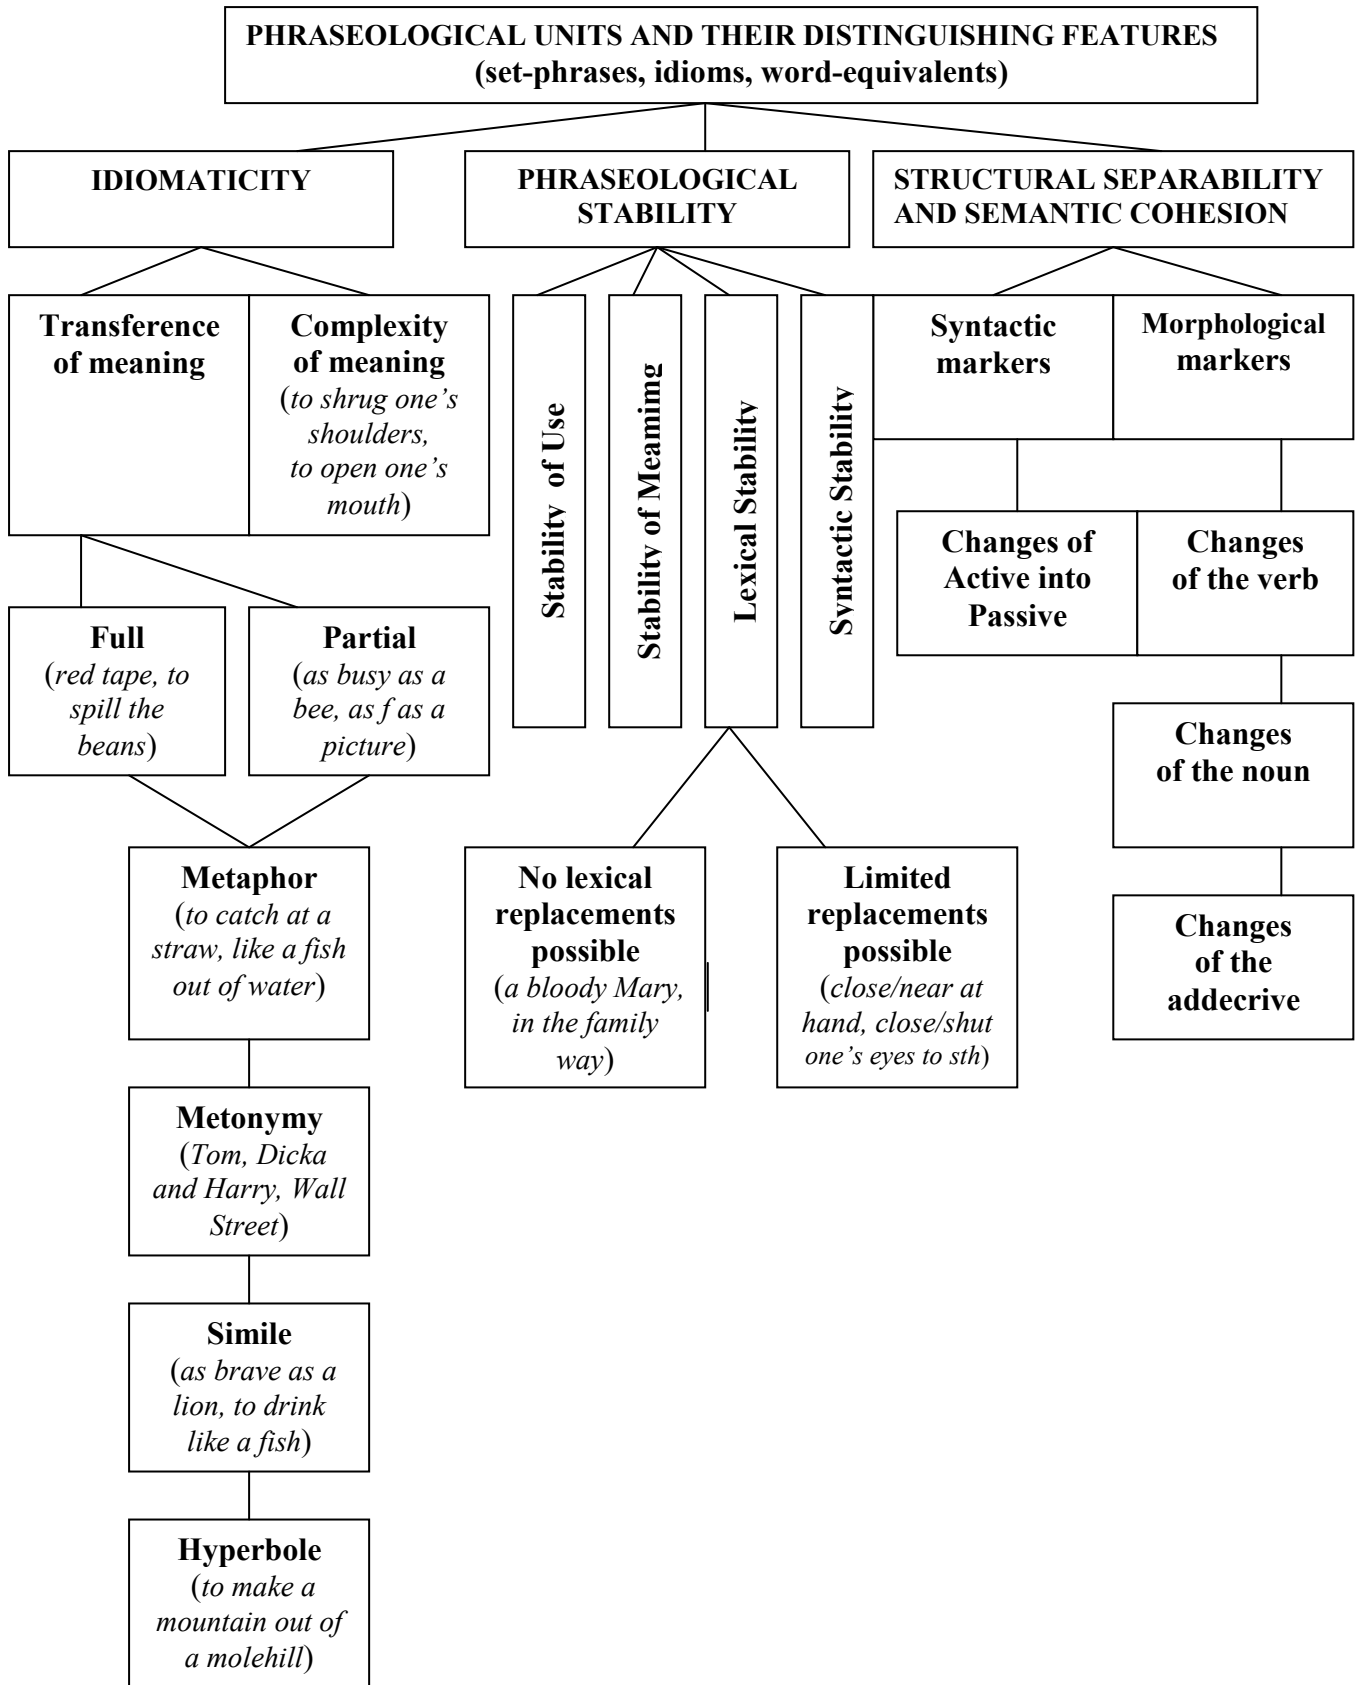 PHRASEOLOGICAL UNITS AND THEIR DISTINGUISHING FEATURES
(set-phrases, idioms, word-equivalents)
IDIOMATICITY
PHRASEOLOGICAL
STABILITY
STRUCTURAL SEPARABILITY
AND SEMANTIC COHESION
Transference
of meaning
Complexity
of meaning
(to shrug one’s
shoulders,
to open one’s
mouth)
Stability of Use
Stability of Meamimg
Lexical Stability
Syntactic Stability
Syntactic
markers
Morphological
markers
Changes of
Active into
Passive
Changes
of the verb
Full
(red tape, to
spill the
beans)
Partial
(as busy as a
bee, as f as a
picture)
Changes
of the noun
Metaphor
(to catch at a
straw, like a fish
out of water)
No lexical
replacements
possible
(a bloody Mary,
in the family
way)
Limited
replacements
possible
(close/near at
hand, close/shut
one’s eyes to sth)
Changes
of the
addecrive
Metonymy
(Tom, Dicka
and Harry, Wall
Street)
Simile
(as brave as a
lion, to drink
like a fish)
Hyperbole
(to make a
mountain out of
a molehill)